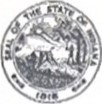 SEAL OF THE STATE OF INDIANA
1816